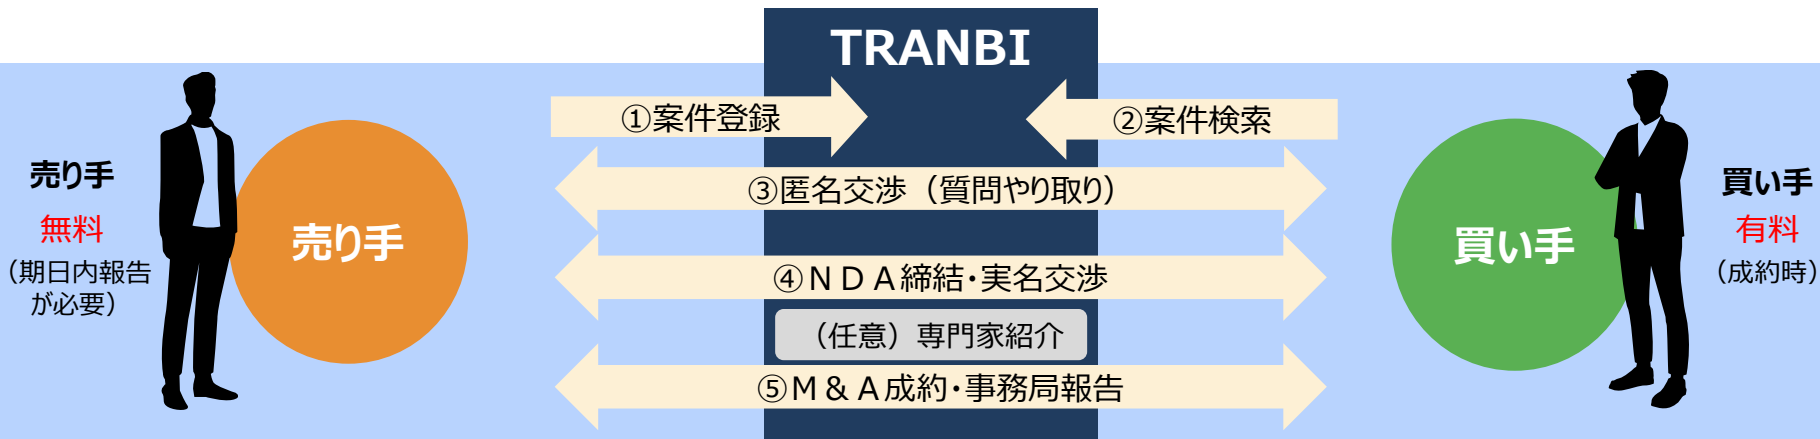 TRANBI
①案件登録
②案件検索
③匿名交渉（質問やり取り）
④ＮＤＡ締結・実名交渉
（任意）専門家紹介
⑤Ｍ＆Ａ成約・事務局報告
売り手
無料
（期日内報告
が必要）
売り手
買い手
買い手
有料
（成約時）